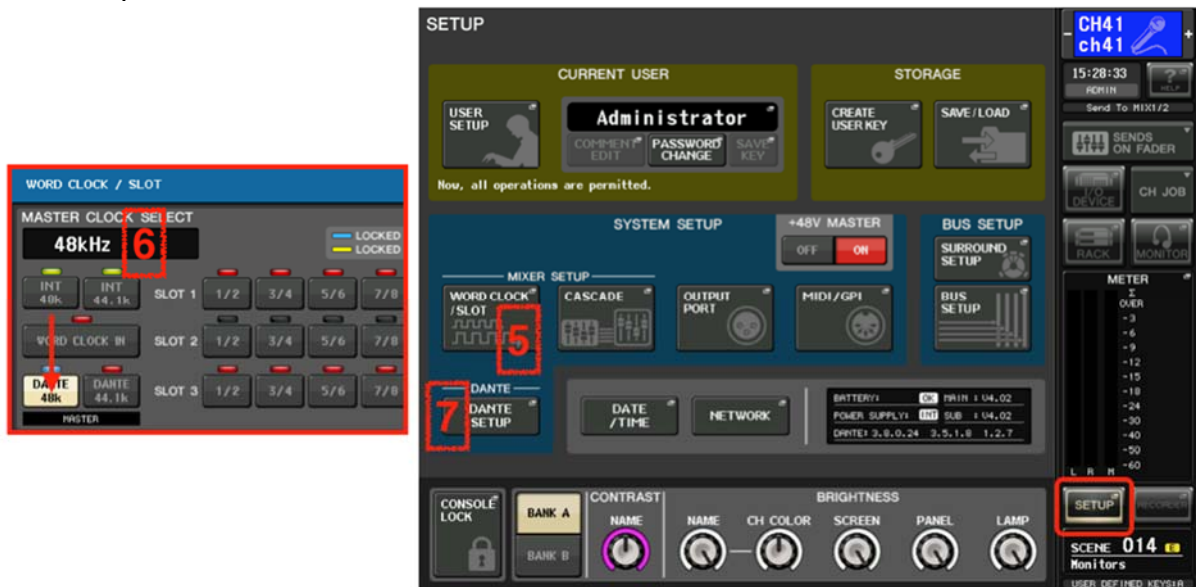 WORD CLOCK / SLOT
MASTER CLOCK SELECT
48kHz
6
LOCKED
LOCKED
INT
48k
INT
44.1k
SLOT 1
1/2
3/4
5/6
7/8
WORD CLOCK IN
SLOT 2
1/2
3/4
5/6
7/8
DANTE
48k
DANTE
44.1k
SLOT 3
1/2
3/4
5/6
7/8
MASTER
SETUP
CURRENT USER
USER
SETUP
Administrator
COMMENT
EDIT
PASSWORD
CHANGE
SAVE
KEY
Now, all operations are permitted.
STORAGE
CREATE
USER KEY
SAVE/LOAD
SYSTEM SETUP
+48V MASTER
OFF
ON
MIXER SETUP
WORD CLOCK
/SLOT
5
CASCADE
OUTPUT
PORT
MIDI/GPI
BUS SETUP
SURROUND
SETUP
BUS
SETUP
DANTE
7
DANTE
SETUP
DATE
/TIME
NETWORK
BATTERY: OK MAIN : V4.02
POWER SUPPLY: INT SUB : V4.02
DANTE: 3.8.0.24 3.5.1.8 1.2.7
CONSOLE
LOCK
BANK A
BANK B
CONTRAST
NAME
BRIGHTNESS
NAME
CH COLOR
SCREEN
PANEL
LAMP
- CH41 +
ch41
15:28:33
ADMIN
?
HELP
Send To MIX1/2
SENDS
ON FADER
I/O
DEVICE
CH JOB
RACK
MONITOR
METER
Σ
OVER
-3
-6
-9
-12
-15
-18
-24
-30
-40
-50
-60
L R M
SETUP
RECORDER
SCENE 014 E
Monitors
USER DEFINED KEYS:A